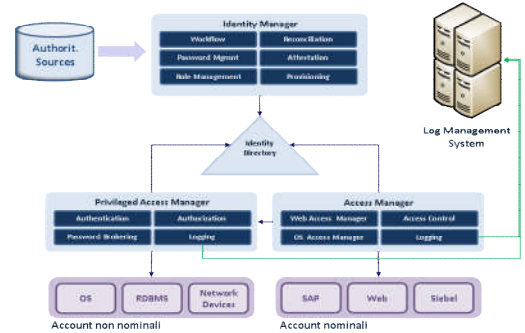 Identity Manager
Authorit.
Sources
Workflow
Reconciliation
Password Mgmnt
Attestation
Role Management
Provisioning
Log Management
System
Identity
Directory
Privileged Access Manager
Access Manager
Authentication
Authorization
Web Access Manager
Access Control
Password Brokering
Logging
OS Access Manager
Logging
OS
RDBMS
Network
Devices
SAP
Web
Siebel
Account non nominali
Account nominali